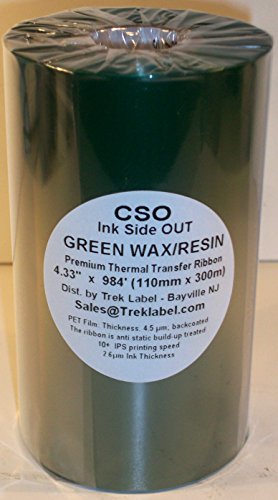 CSO
Ink Side OUT
GREEN WAX/RESIN
Premium Thermal Transfer Ribbon
4.33" x 984' (110mm x 300m)
Dist. by Trek Label - Bayville NJ
Sales@Treklabel.com
PET Film: Thickness: 4.5 µm; backcoated
The ribbon is anti static build-up treated
10+ IPS printing speed
2.6µm Ink Thickness